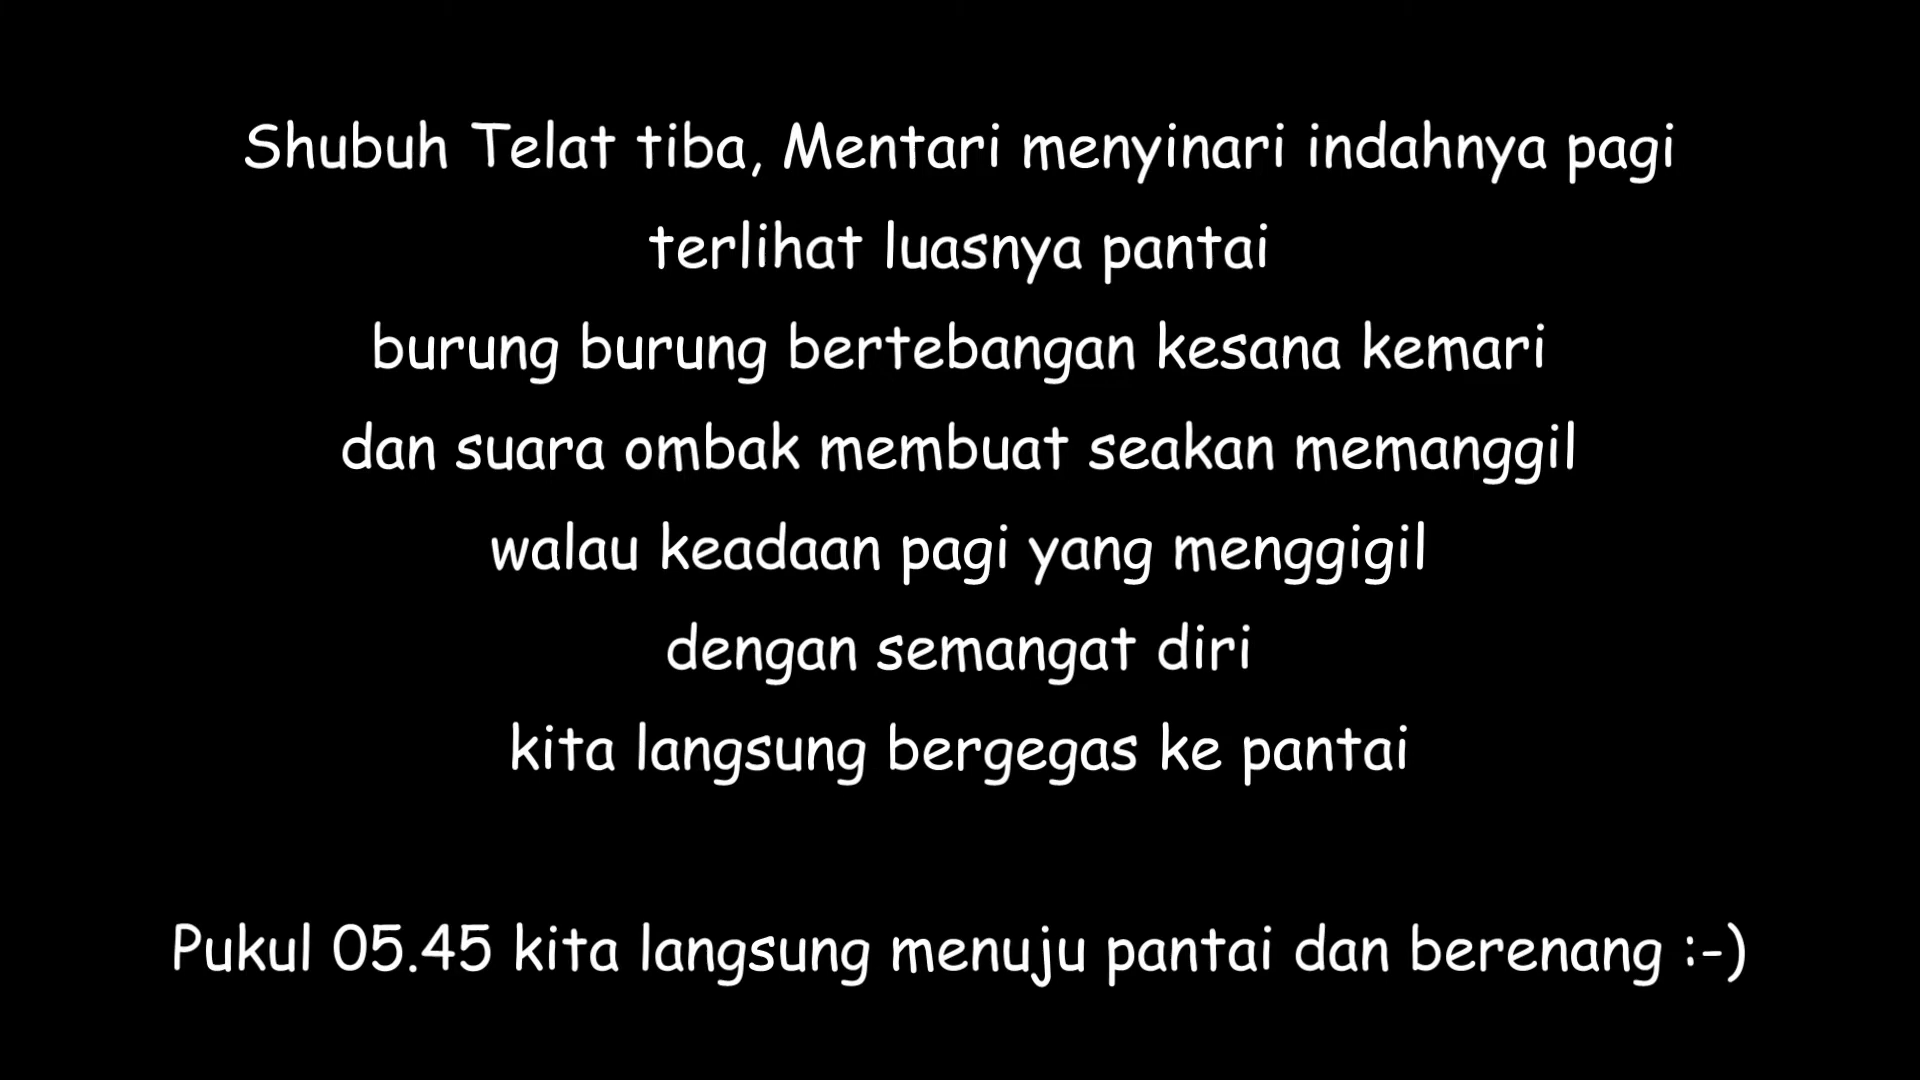 Shubuh Telat tiba, Mentari menyinari indahnya pagi
terlihat luasnya pantai
burung burung bertebangan kesana kemari
dan suara ombak membuat seakan memanggil
walau keadaan pagi yang menggigil
dengan semangat diri
kita langsung bergegas ke pantai
Pukul 05.45 kita langsung menuju pantai dan berenang :-)